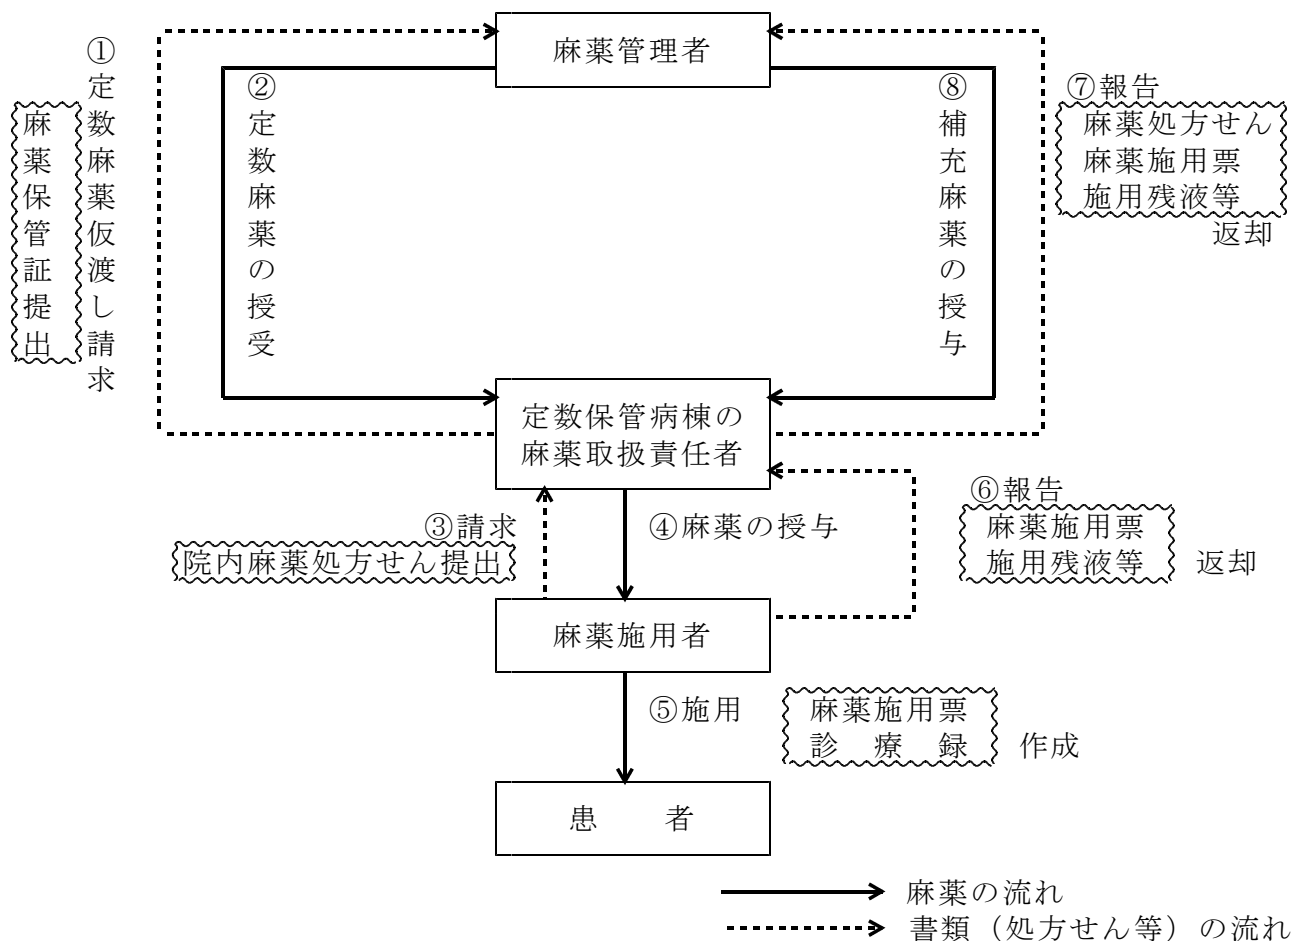 麻薬管理者
①定数麻薬仮渡し請求
麻薬保管証提出
②定数麻薬の授受
⑧補充麻薬の授与
⑦報告
麻薬処方せん
麻薬施用票
施用残液等
返却
定数保管病棟の
麻薬取扱責任者
③請求
院内麻薬処方せん提出
④麻薬の授与
⑥報告
麻薬施用票
施用残液等 返却
麻薬施用者
⑤施用
麻薬施用票
診療録 作成
患者
麻薬の流れ
書類（処方せん等）の流れ